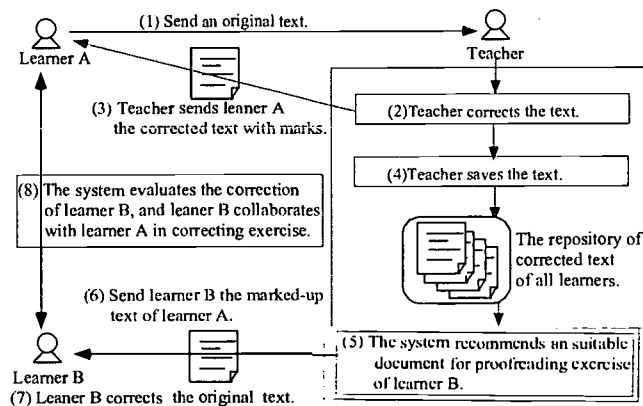 (1) Send an original text.
Learner A
Teacher
(3) Teacher sends leaner A
the corrected text with marks.
(2)Teacher corrects the text.
(4)Teacher saves the text.
(8) The system evaluates the correction
of learner B, and leaner B collaborates
with learner A in correcting exercise.
The repository of
corrected text
of all learners.
(6) Send learner B the marked-up
text of learner A.
(5) The system recommends an suitable
document for proofreading exercise
of learner B.
Learner B
(7) Leaner B corrects the original text.